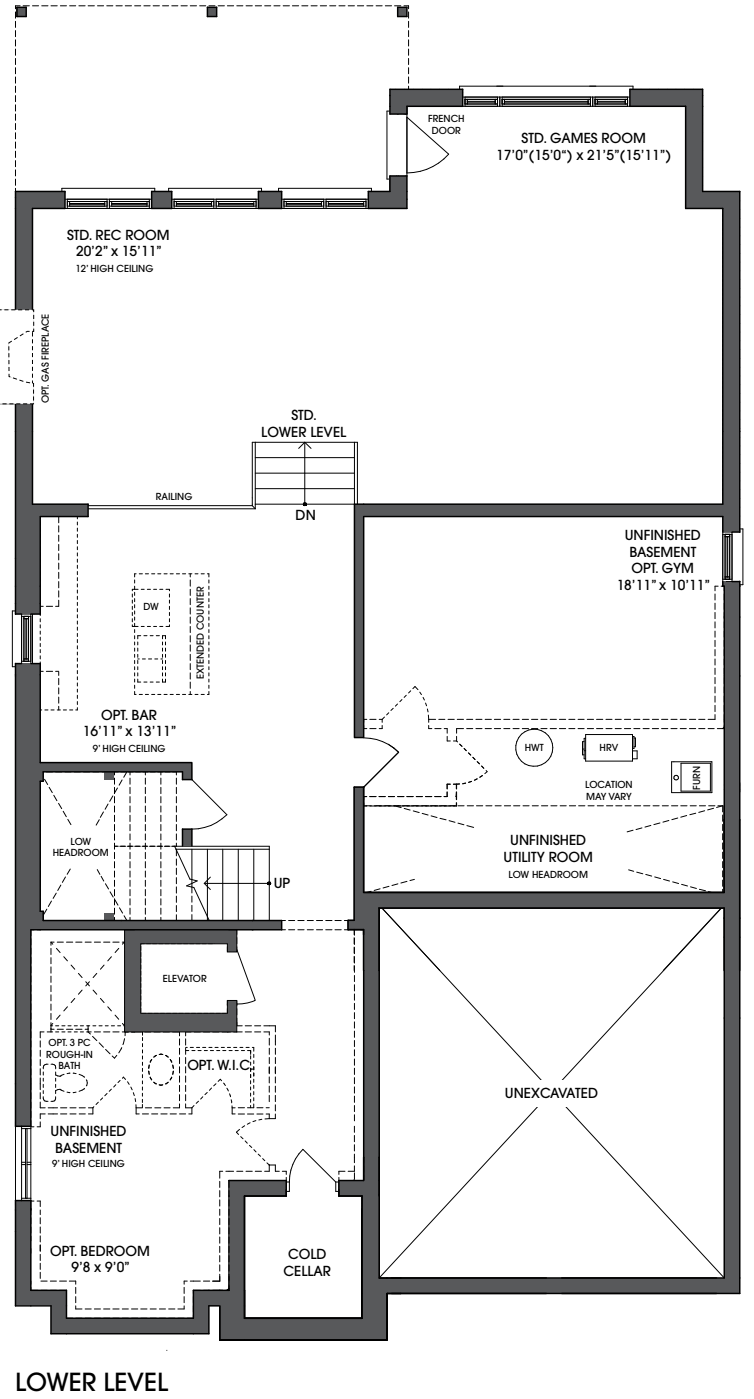 FRENCH
DOOR
STD. GAMES ROOM
17'0"(15'0") x 21'5"(15'11")
STD. REC ROOM
20'2" x 15'11"
12' HIGH CEILING
OPT. GAS FIREPLACE
STD.
LOWER LEVEL
RAILING
DN
UNFINISHED
BASEMENT
OPT. GYM
18'11" x 10'11"
DW
EXTENDED COUNTER
OPT. BAR
16'11" x 13'11"
9' HIGH CEILING
HWT
HRV
FURN
LOCATION
MAY VARY
LOW
HEADROOM
UP
UNFINISHED
UTILITY ROOM
LOW HEADROOM
ELEVATOR
OPT. 3 PC
ROUGH-IN
BATH
OPT. W.I.C
UNEXCAVATED
UNFINISHED
BASEMENT
9' HIGH CEILING
OPT. BEDROOM
9'8 x 9'0"
COLD
CELLAR
LOWER LEVEL